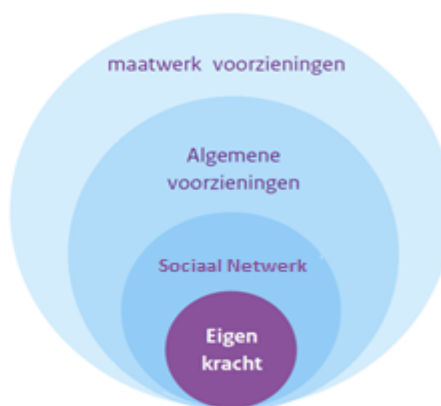 maatwerk voorzieningen
Algemene
voorzieningen
Sociaal Netwerk
Eigen
kracht